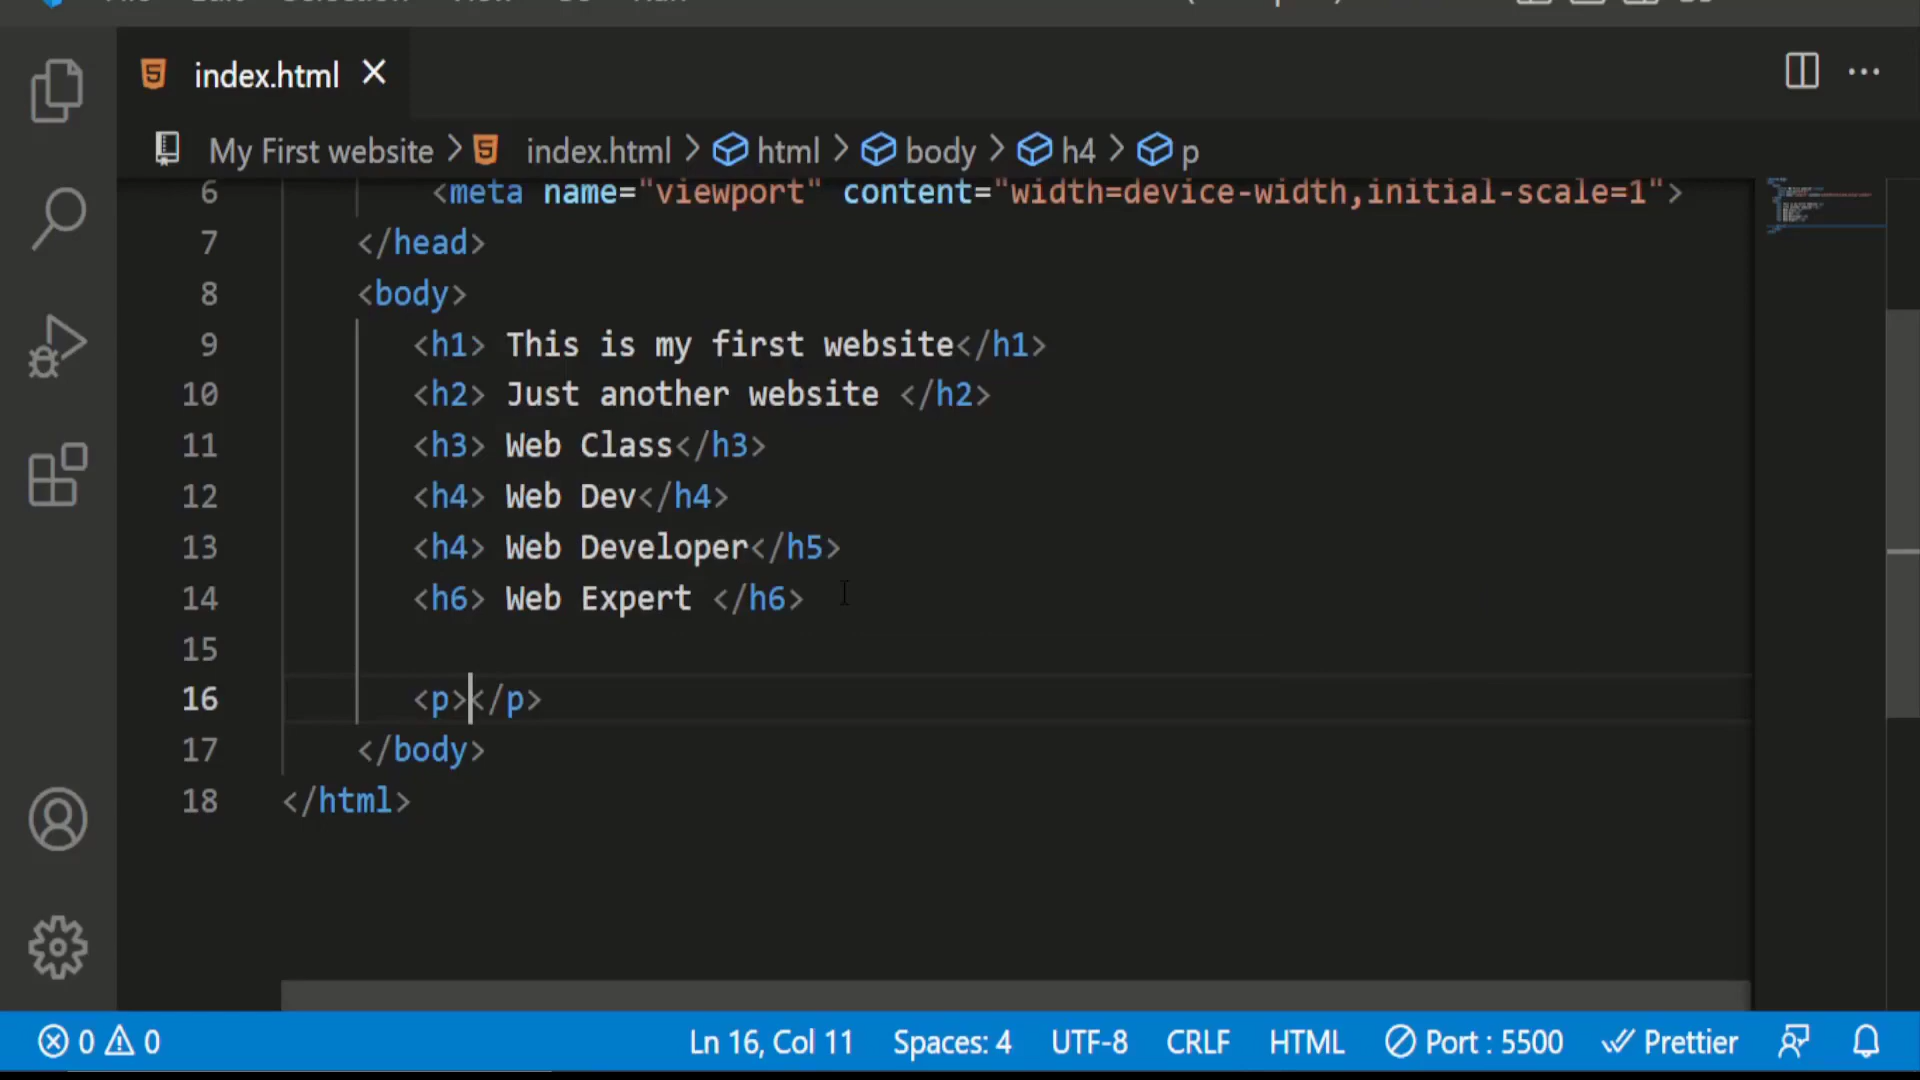 index.html
My First website > index.html > html > body > h4 > p
6 <meta name="viewport" content="width=device-width,initial-scale=1">
7 </head>
8 <body>
9 <h1> This is my first website</h1>
10 <h2> Just another website </h2>
11 <h3> Web Class</h3>
12 <h4> Web Dev</h4>
13 <h4> Web Developer</h5>
14 <h6> Web Expert </h6>
15
16 <p></p>
17 </body>
18 </html>
0 0 Ln 16, Col 11 Spaces: 4 UTF-8 CRLF HTML Port : 5500 Prettier